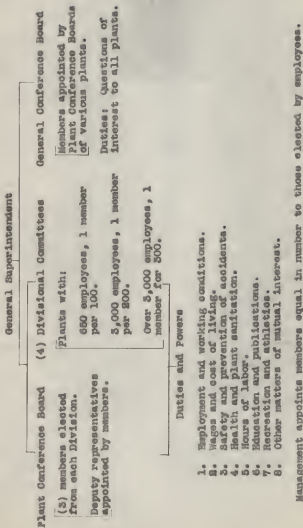 General Superintendent
Plant Conference Board
(3) members elected
from each Division.
Deputy representatives
appointed by members.
(4) Divisional Committees
Plants with:
650 employees, 1 member
per 100.
3,000 employees, 1 member
per 200.
Over 3,000 employees, 1
member for 300.
General Conference Board
Members appointed by
Plant Conference Boards
of various plants.
Duties: Questions of
interest to all plants.
Duties and Powers
1. Employment and working conditions.
2. Wages and cost of living.
3. Safety and prevention of accidents.
4. Health and plant sanitation.
5. Hours of labor.
6. Education and publications.
7. Recreation and athletics.
8. Other matters of mutual interest.
Management appoints members equal in number to those elected by employees.